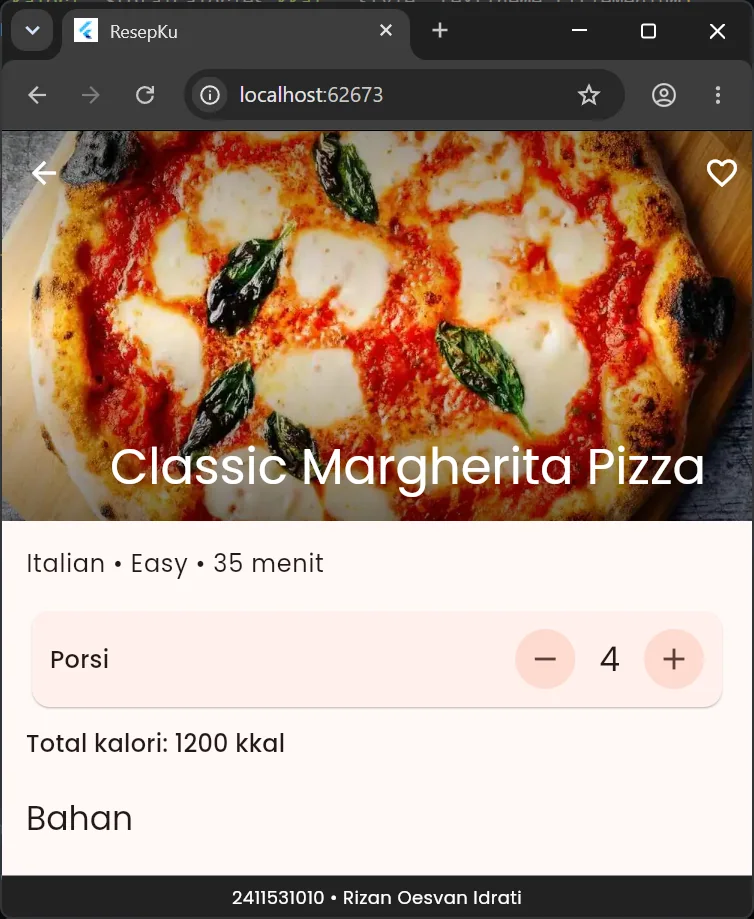 ResepKu
localhost:62673
Classic Margherita Pizza
Italian • Easy • 35 menit
Porsi
4
Total kalori: 1200 kkal
Bahan
2411531010 • Rizan Oesvan Idrati